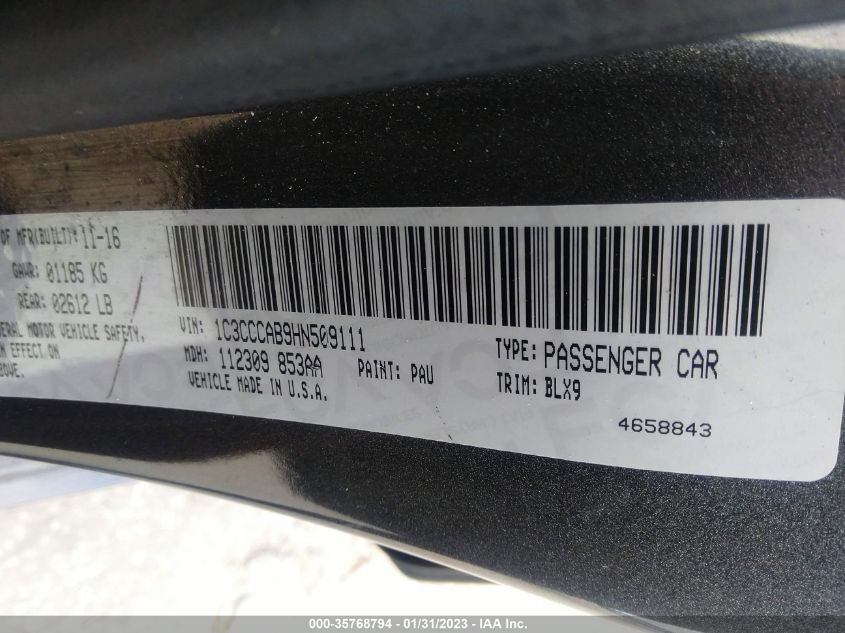 OF MFR(BUILT): 11-16
GAWR: 01185 KG
REAR: 02612 LB
MOTOR VEHICLE SAFETY,
IN EFFECT ON
VIN: 1C3CCCAB9HN509111
TYPE: PASSENGER CAR
MDH: 112309 853AA
PAINT: PAU
TRIM: BLX9
VEHICLE MADE IN U.S.A.
4658843
000-35768794 - 01/31/2023 - IAA Inc.